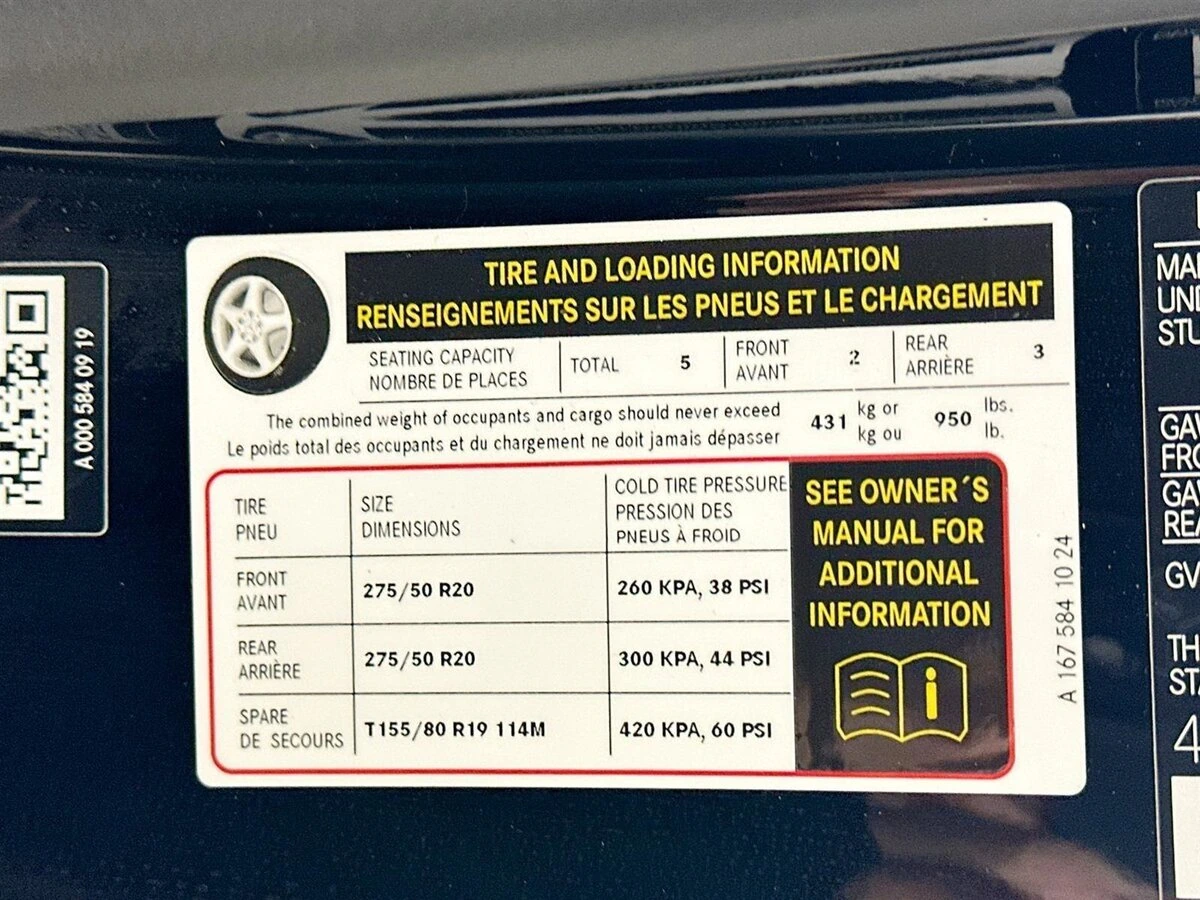 A 000 584 09 19
TIRE AND LOADING INFORMATION
RENSEIGNEMENTS SUR LES PNEUS ET LE CHARGEMENT
SEATING CAPACITY
NOMBRE DE PLACES
TOTAL 5
FRONT
AVANT
2
REAR
ARRIÈRE
3
The combined weight of occupants and cargo should never exceed
Le poids total des occupants et du chargement ne doit jamais dépasser
431 kg or 950 lbs.
kg ou lb.
TIRE
PNEU
SIZE
DIMENSIONS
COLD TIRE PRESSURE
PRESSION DES
PNEUS À FROID
FRONT
AVANT
275/50 R20
260 KPA, 38 PSI
REAR
ARRIÈRE
275/50 R20
300 KPA, 44 PSI
SPARE
DE SECOURS
T155/80 R19 114M
420 KPA, 60 PSI
SEE OWNER´S
MANUAL FOR
ADDITIONAL
INFORMATION
i
A 167 584 10 24